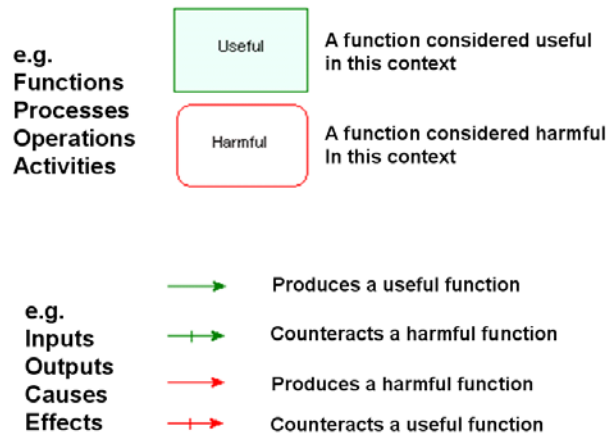 e.g.
Functions
Processes
Operations
Activities
Useful
A function considered useful
in this context
Harmful
A function considered harmful
In this context
e.g.
Inputs
Outputs
Causes
Effects
Produces a useful function
Counteracts a harmful function
Produces a harmful function
Counteracts a useful function